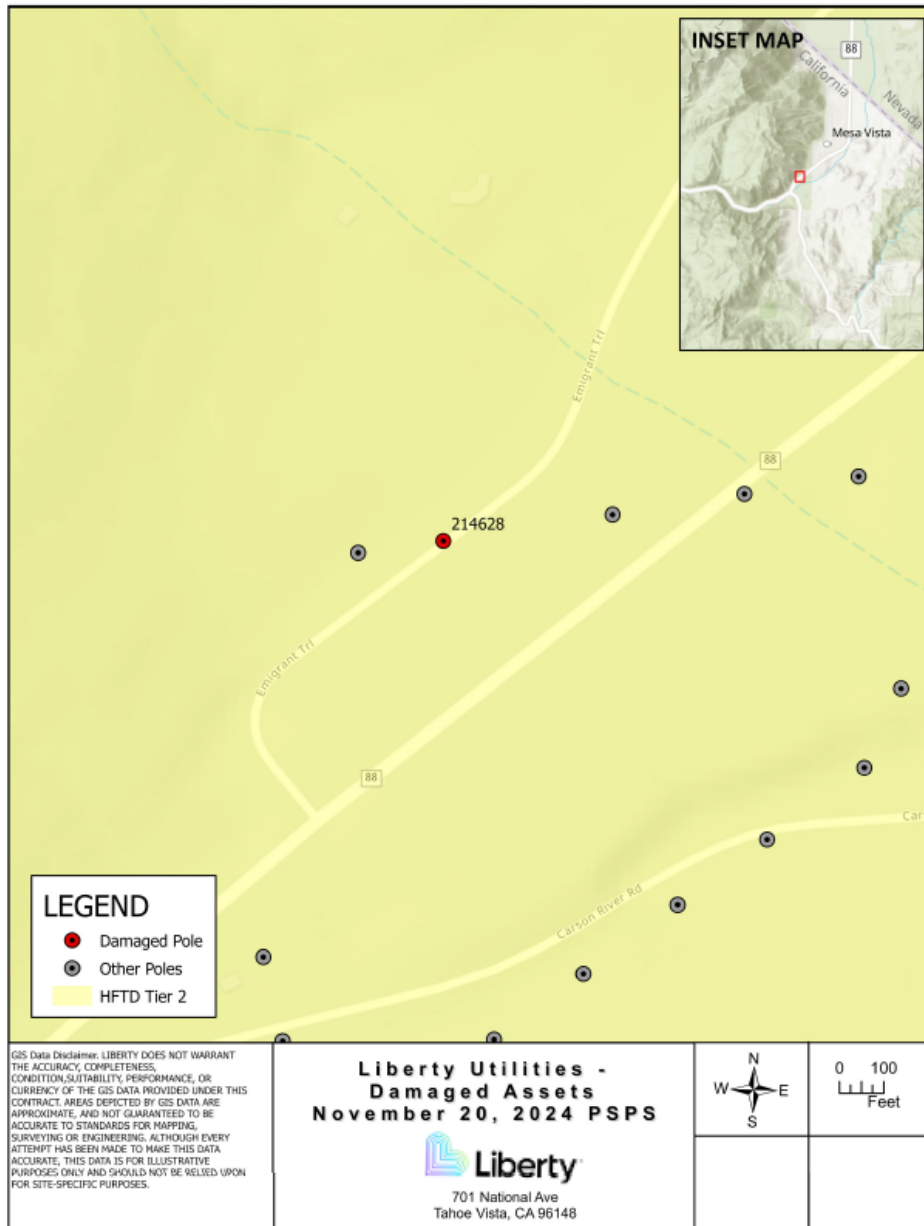 INSET MAP
88
California
Nevada
Mesa Vista
Emigrant Trl
88
214628
Emigrant Trl
88
Car
Carson River Rd
LEGEND
Damaged Pole
Other Poles
HFTD Tier 2
GIS Data Disclaimer. LIBERTY DOES NOT WARRANT
THE ACCURACY, COMPLETENESS,
CONDITION,SUITABILITY, PERFORMANCE, OR
CURRENCY OF THE GIS DATA PROVIDED UNDER THIS
CONTRACT. AREAS DEPICTED BY GIS DATA ARE
APPROXIMATE, AND NOT GUARANTEED TO BE
ACCURATE TO STANDARDS FOR MAPPING,
SURVEYING OR ENGINEERING. ALTHOUGH EVERY
ATTEMPT HAS BEEN MADE TO MAKE THIS DATA
ACCURATE, THIS DATA IS FOR ILLUSTRATIVE
PURPOSES ONLY AND SHOULD NOT BE RELIED UPON
FOR SITE-SPECIFIC PURPOSES.
Liberty Utilities -
Damaged Assets
November 20, 2024 PSPS
Liberty
701 National Ave
Tahoe Vista, CA 96148
N
W E
S
0 100
Feet